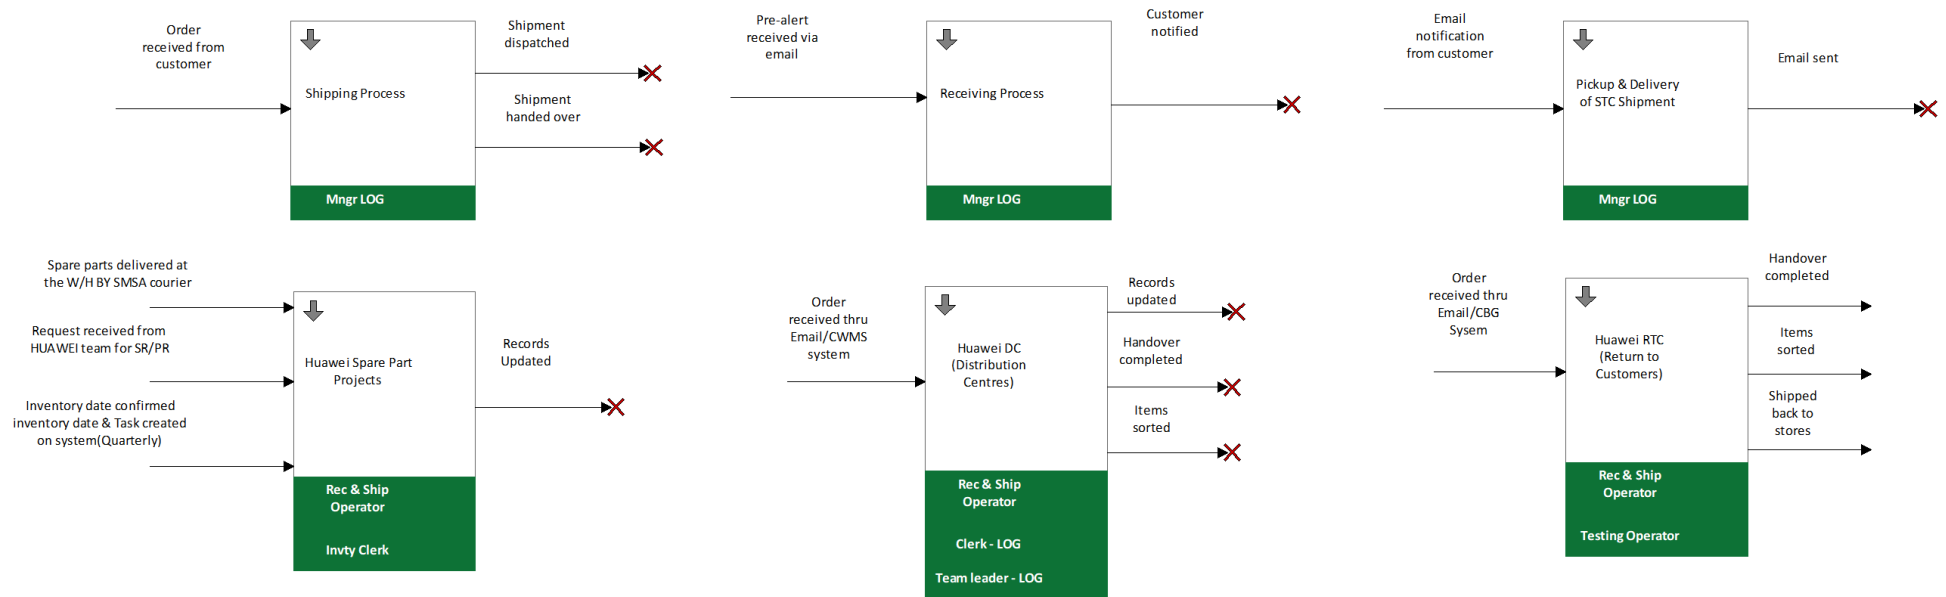 Order
received from
customer
Shipping Process
Mngr LOG
Shipment
dispatched
Shipment
handed over
Pre-alert
received via
email
Receiving Process
Mngr LOG
Customer
notified
Email
notification
from customer
Pickup & Delivery
of STC Shipment
Mngr LOG
Email sent
Spare parts delivered at
the W/H BY SMSA courier
Request received from
HUAWEI team for SR/PR
Inventory date confirmed
inventory date & Task created
on system(Quarterly)
Huawei Spare Part
Projects
Rec & Ship
Operator
Invty Clerk
Records
Updated
Order
received thru
Email/CWMS
system
Huawei DC
(Distribution
Centres)
Rec & Ship
Operator
Clerk - LOG
Team leader - LOG
Records
updated
Handover
completed
Items
sorted
Order
received thru
Email/CBG
Sysem
Huawei RTC
(Return to
Customers)
Rec & Ship
Operator
Testing Operator
Handover
completed
Items
sorted
Shipped
back to
stores